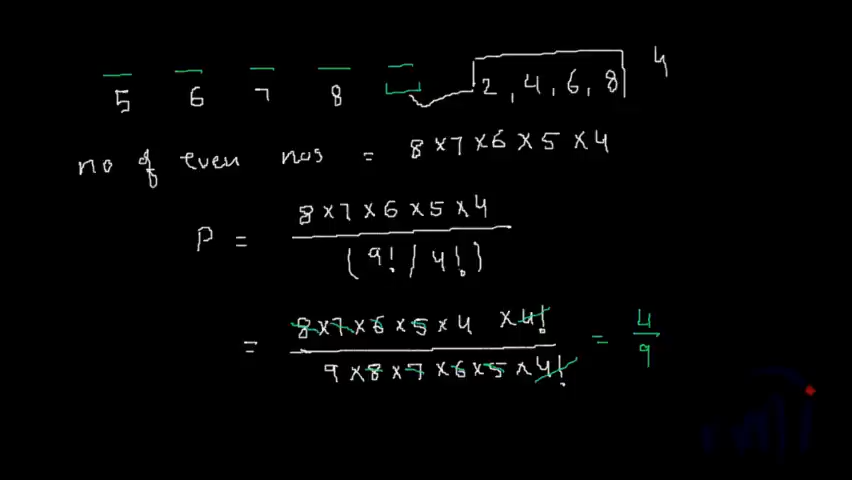 5 6 7 8 2, 4, 6, 8 4
no of even nos = 8×7×6×5×4
P = 8×7×6×5×4 / (9! / 4!)
= 8×7×6×5×4 ×4! / 9×8×7×6×5×4! = 4/9